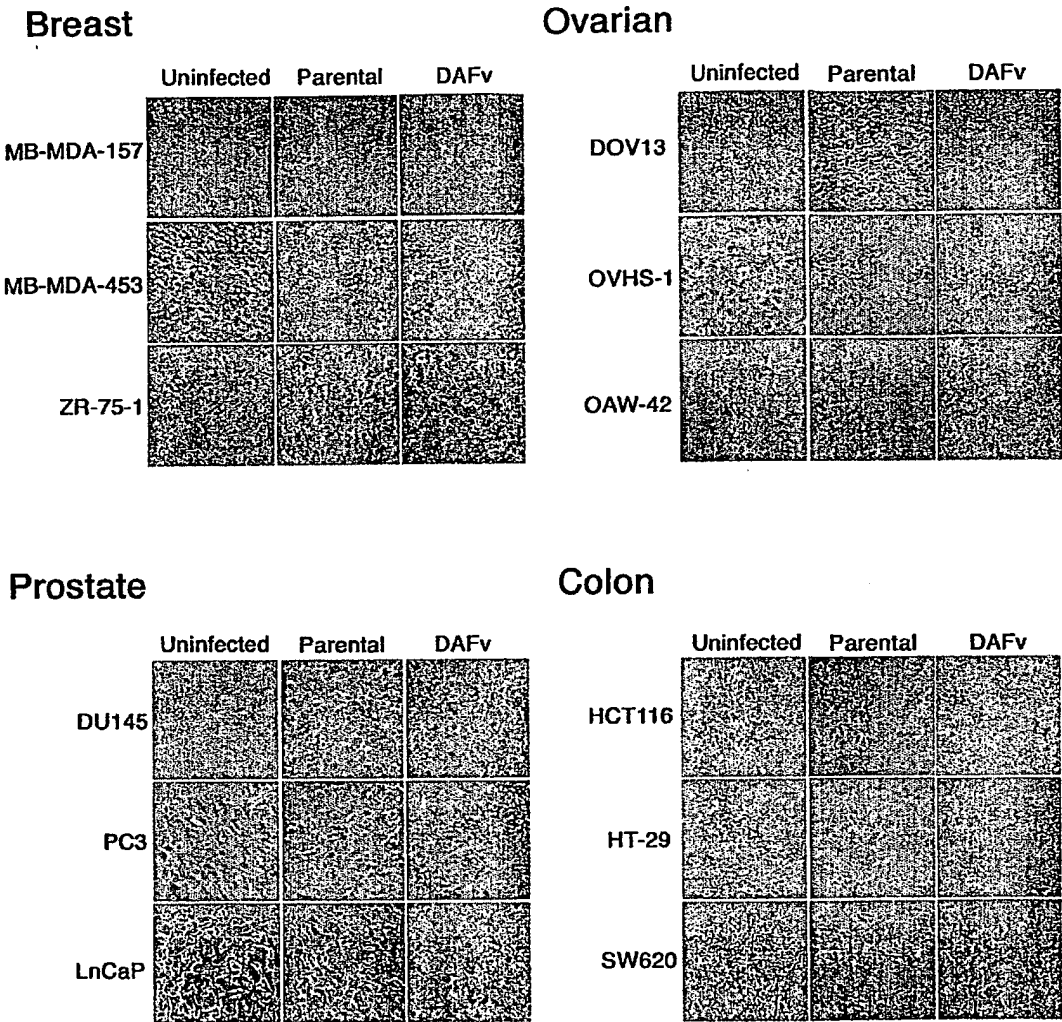 Breast
Uninfected Parental DAFv
MB-MDA-157
MB-MDA-453
ZR-75-1
Ovarian
Uninfected Parental DAFv
DOV13
OVHS-1
OAW-42
Prostate
Uninfected Parental DAFv
DU145
PC3
LnCaP
Colon
Uninfected Parental DAFv
HCT116
HT-29
SW620